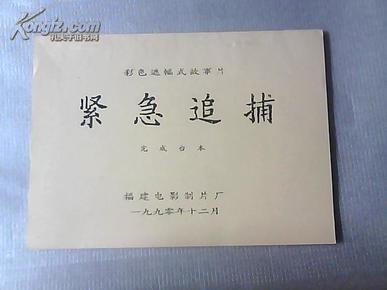 Kongfz.com
孔夫子旧书网
彩色遮幅式故事片
紧急追捕
完成台本
福建电影制片厂
一九九零年十二月